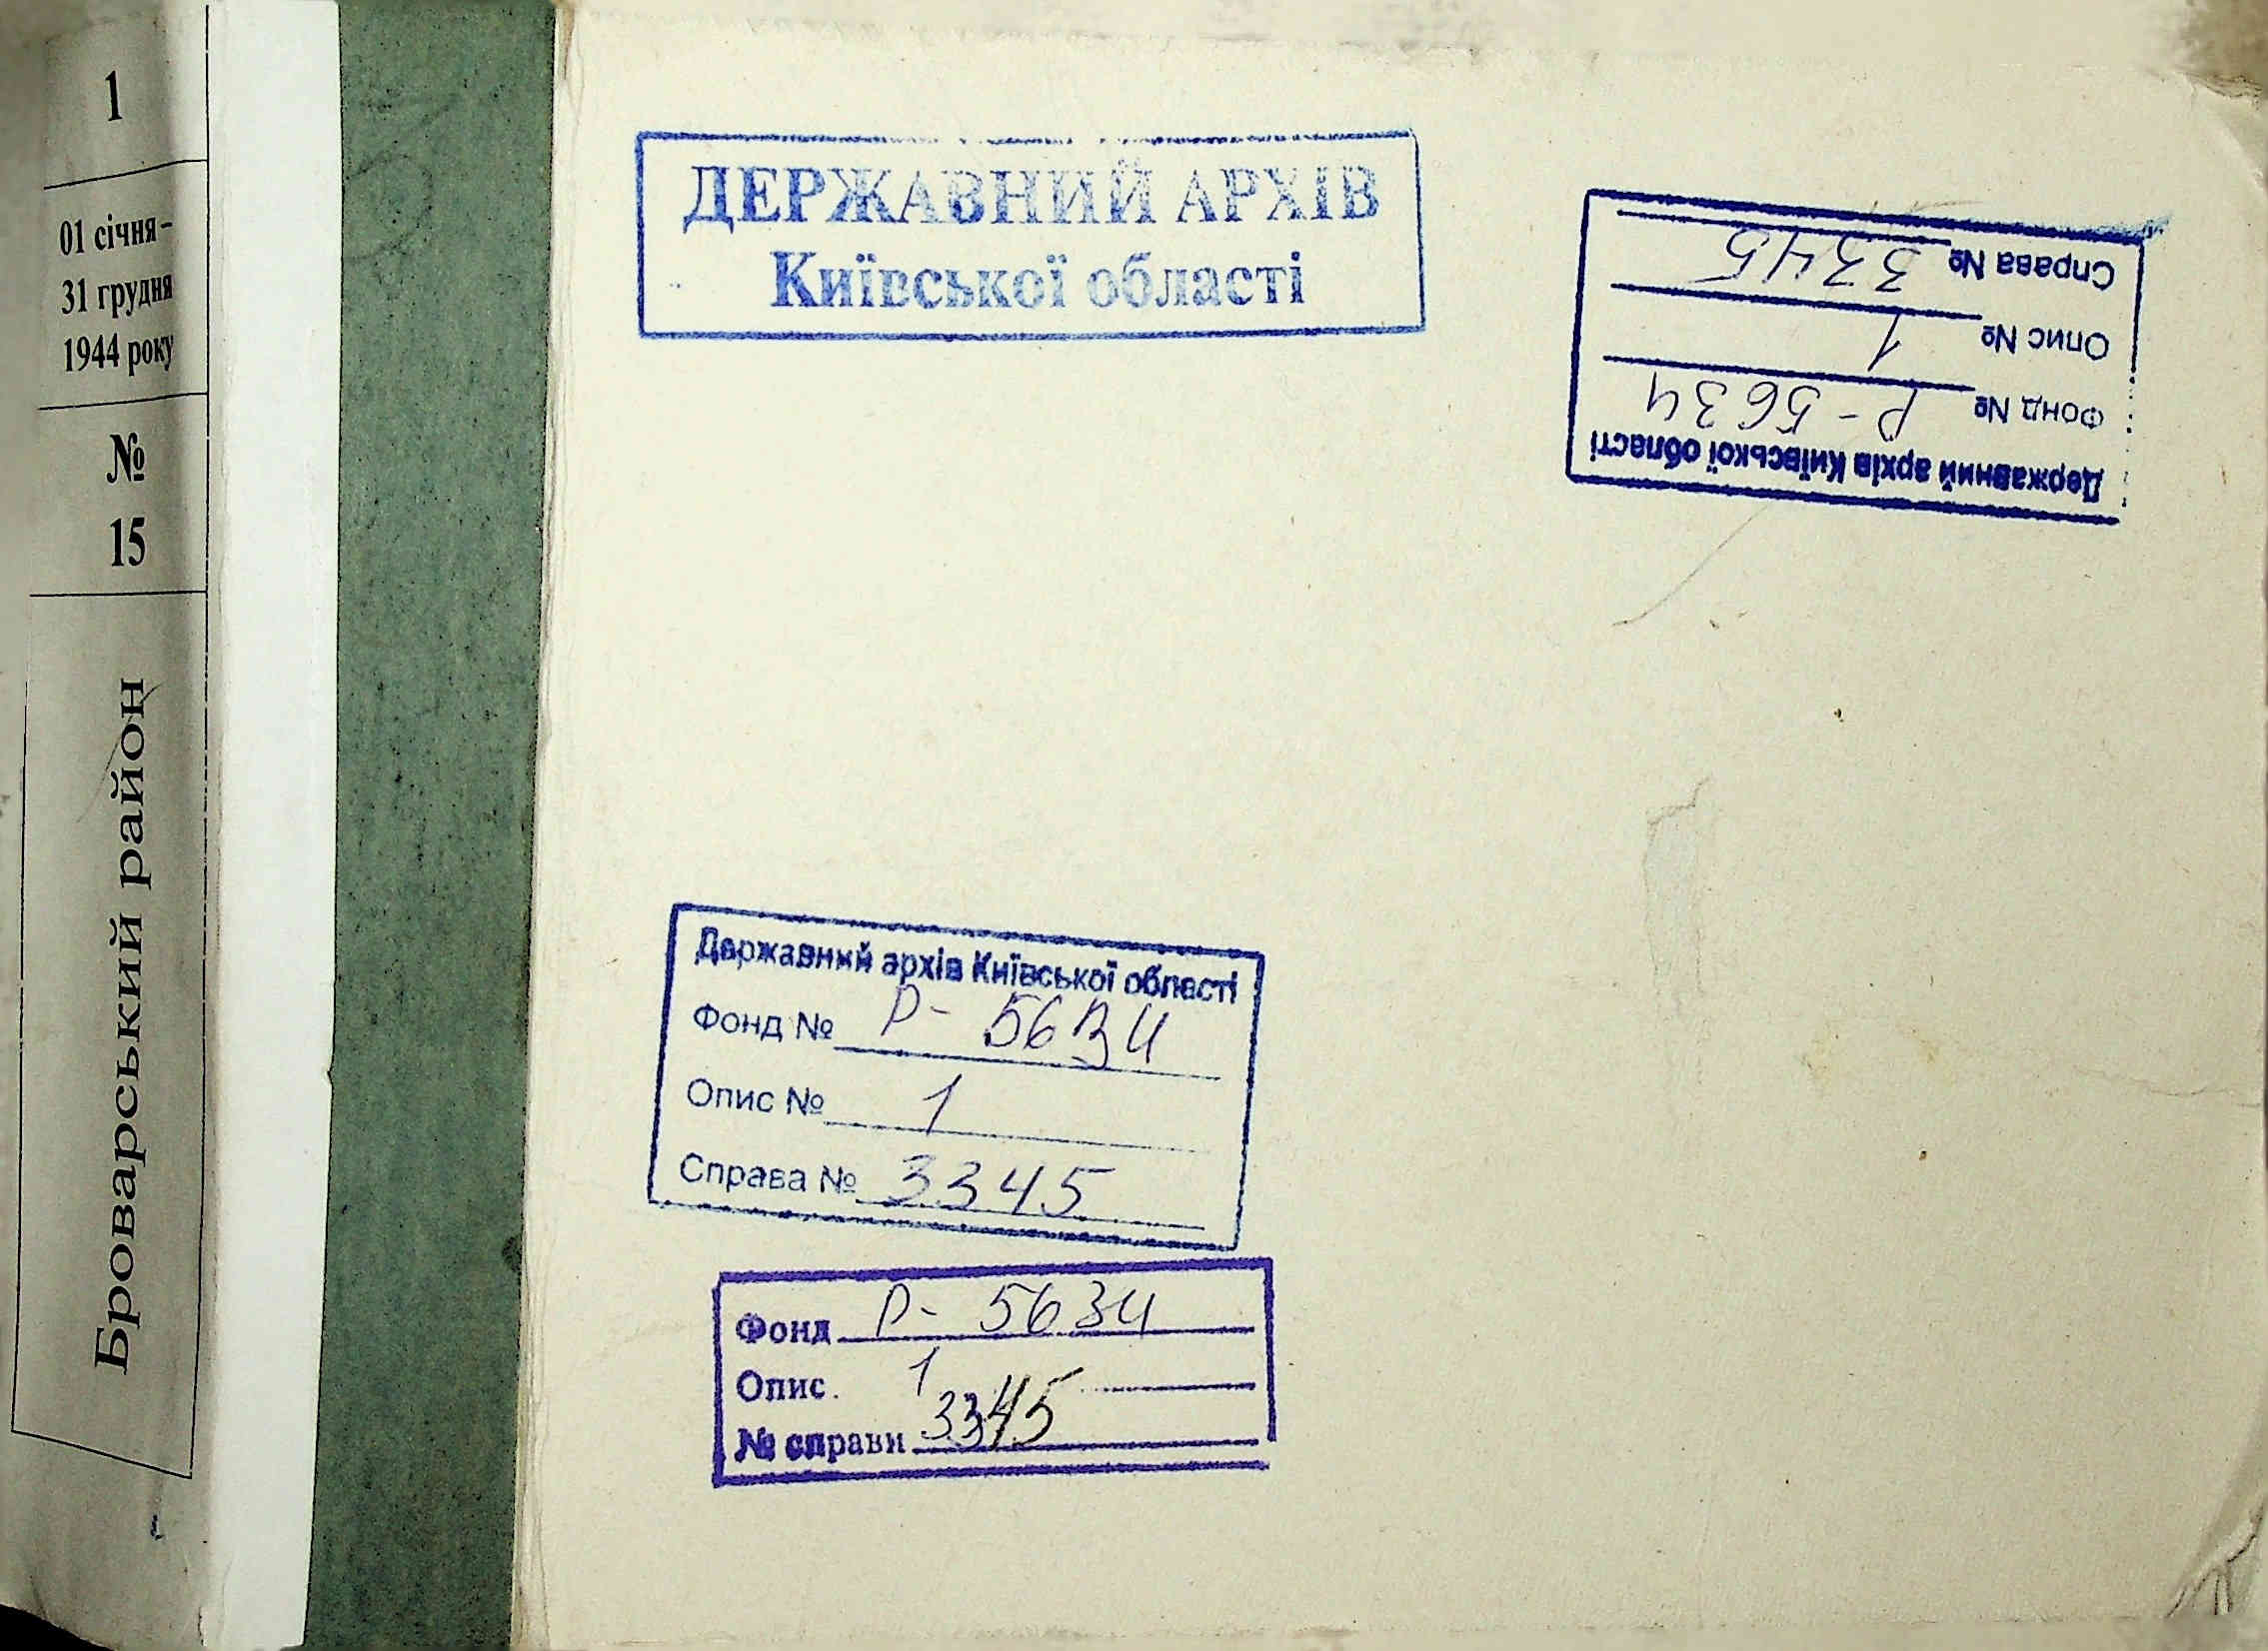 1
01 січня-
31 грудня
1944 року
№
15
Броварський район
ДЕРЖАВНИЙ АРХІВ
Київської області
Державний архів Київської області
Фонд № Р-5634
Опис № 1
Справа № 3345
Державний архів Київської області
Фонд № Р- 5634
Опис № 1
Справа № 3345
Фонд Р- 5634
Опис. 1
№ справи 3345